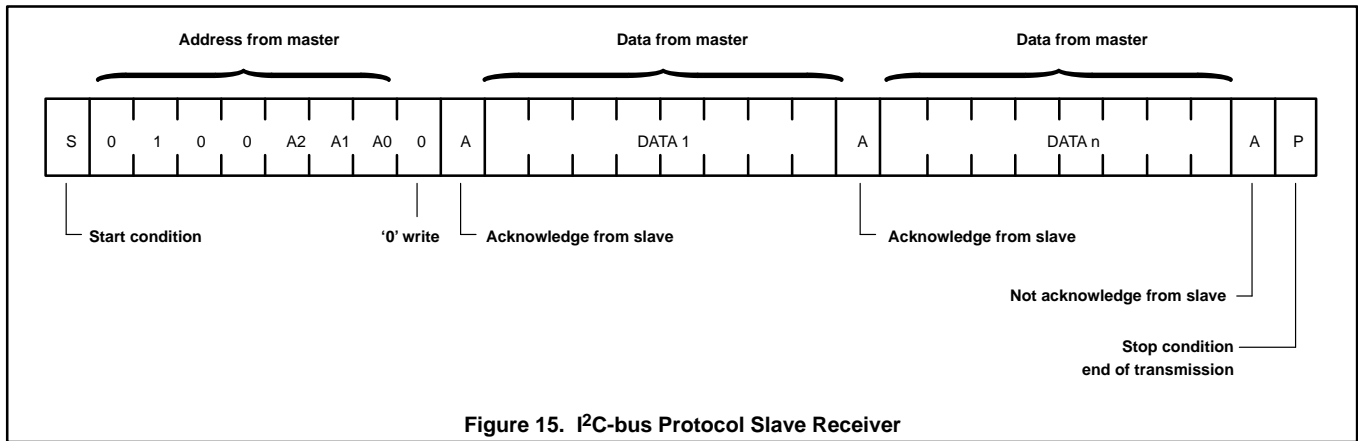 Address from master Data from master Data from master
S 0 1 0 0 A2 A1 A0 0 A DATA 1 A DATA n A P
Start condition ‘0’ write Acknowledge from slave Acknowledge from slave
Not acknowledge from slave
Stop condition
end of transmission
Figure 15. I²C-bus Protocol Slave Receiver